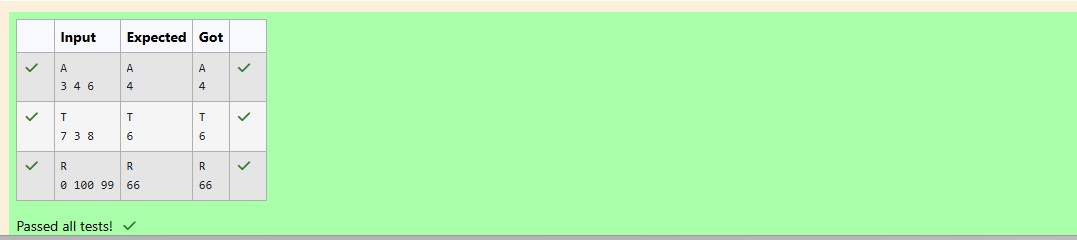 Input Expected Got
A A A
3 4 6 4 4
T T T
7 3 8 6 6
R R R
0 100 99 66 66
Passed all tests!